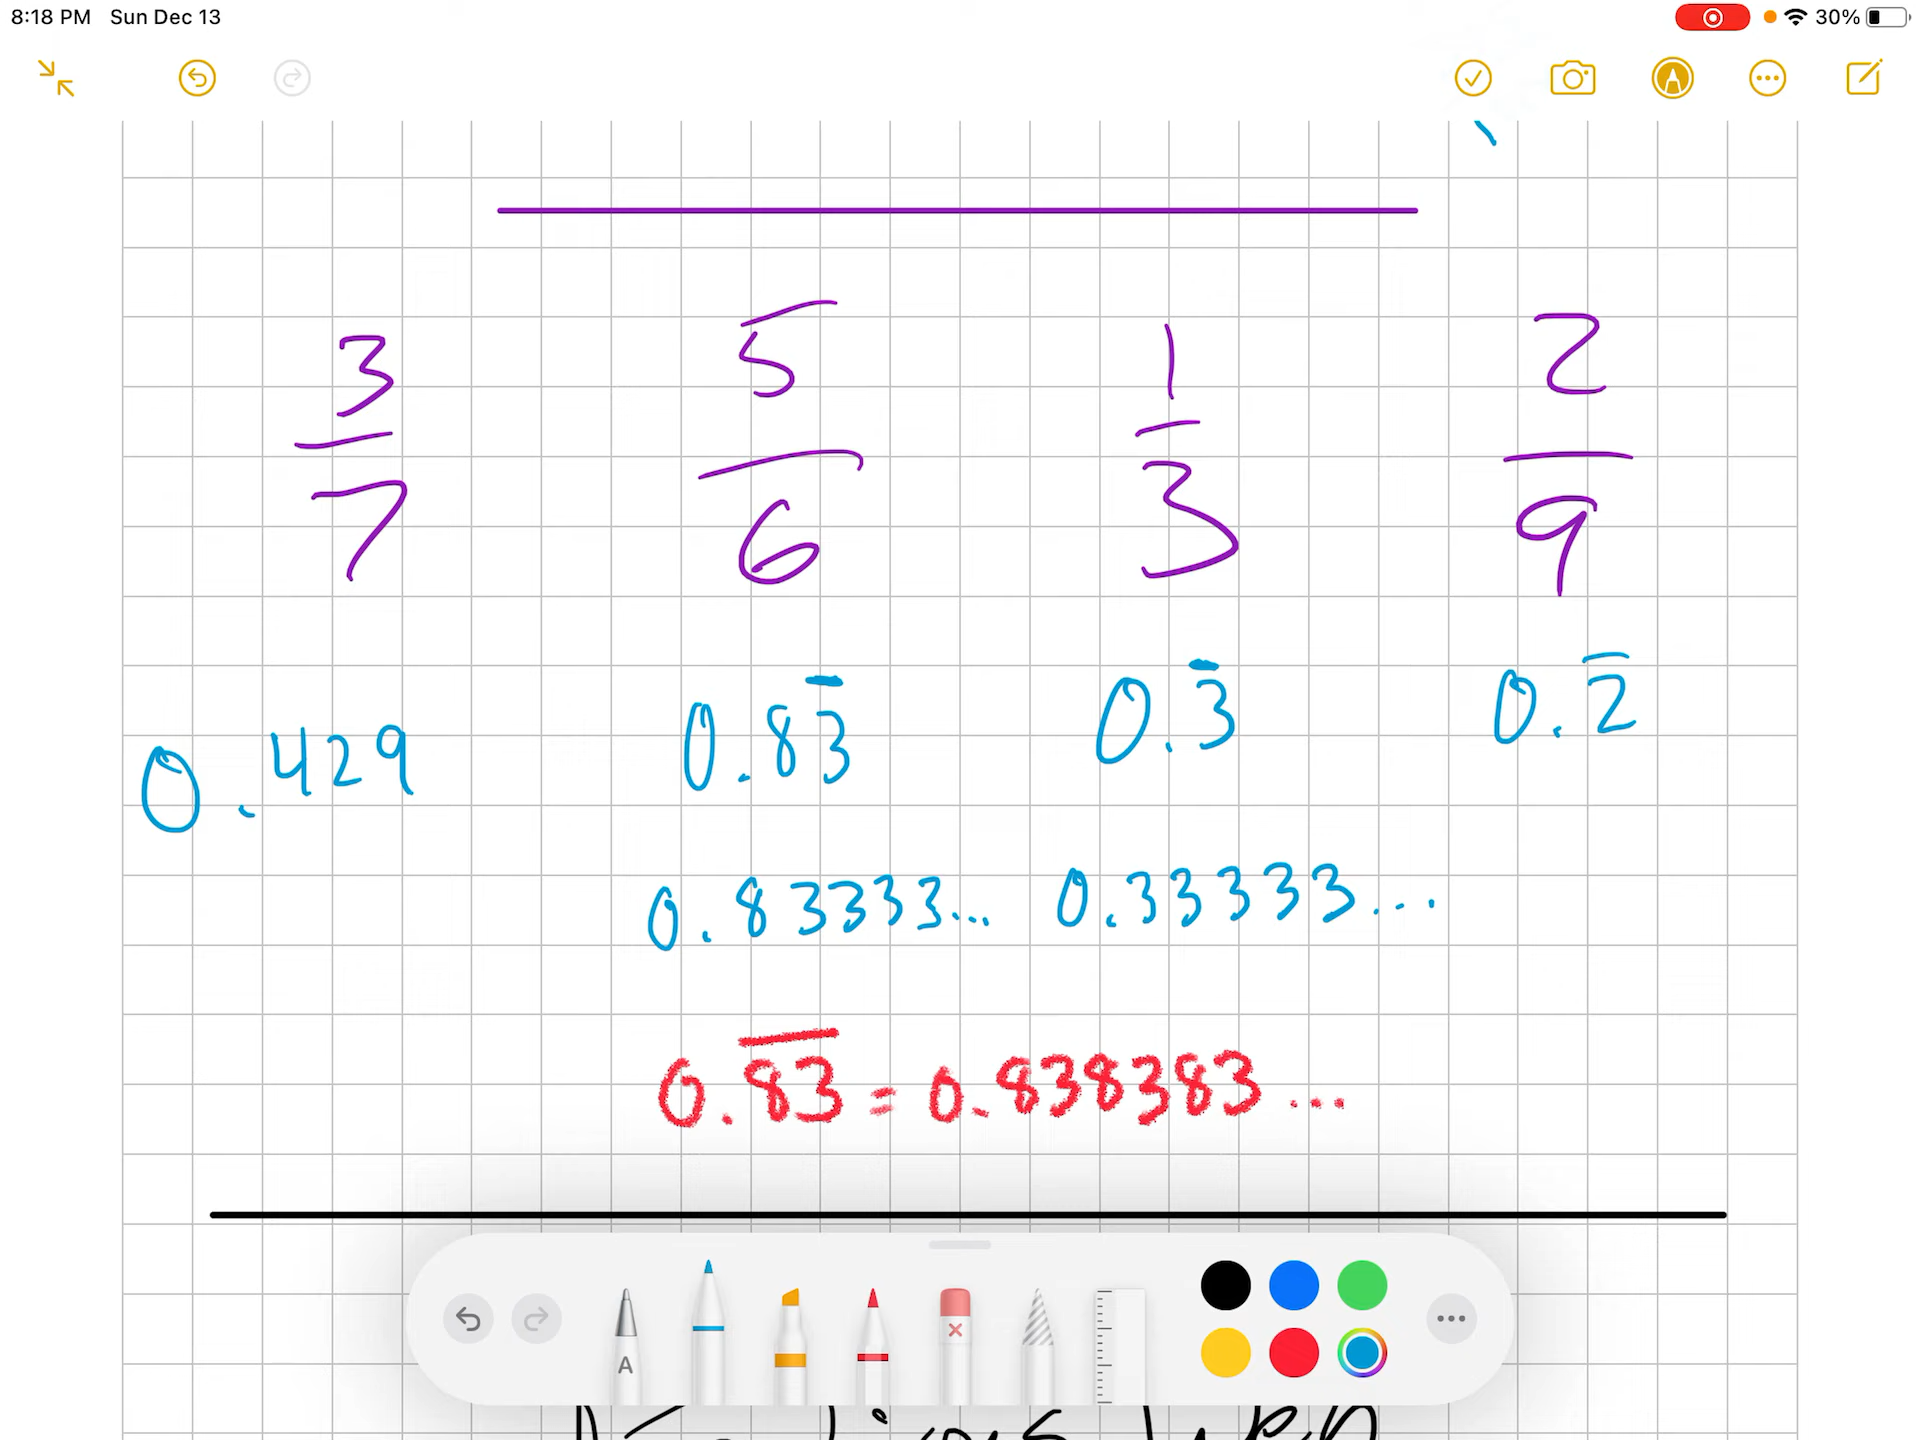 8:18 PM Sun Dec 13 30%
3/7 5/6 1/3 2/9
0.429 0.83̅ 0.3̅ 0.2̅
0.83333... 0.33333...
0.8̅3̅ = 0.838383...
A